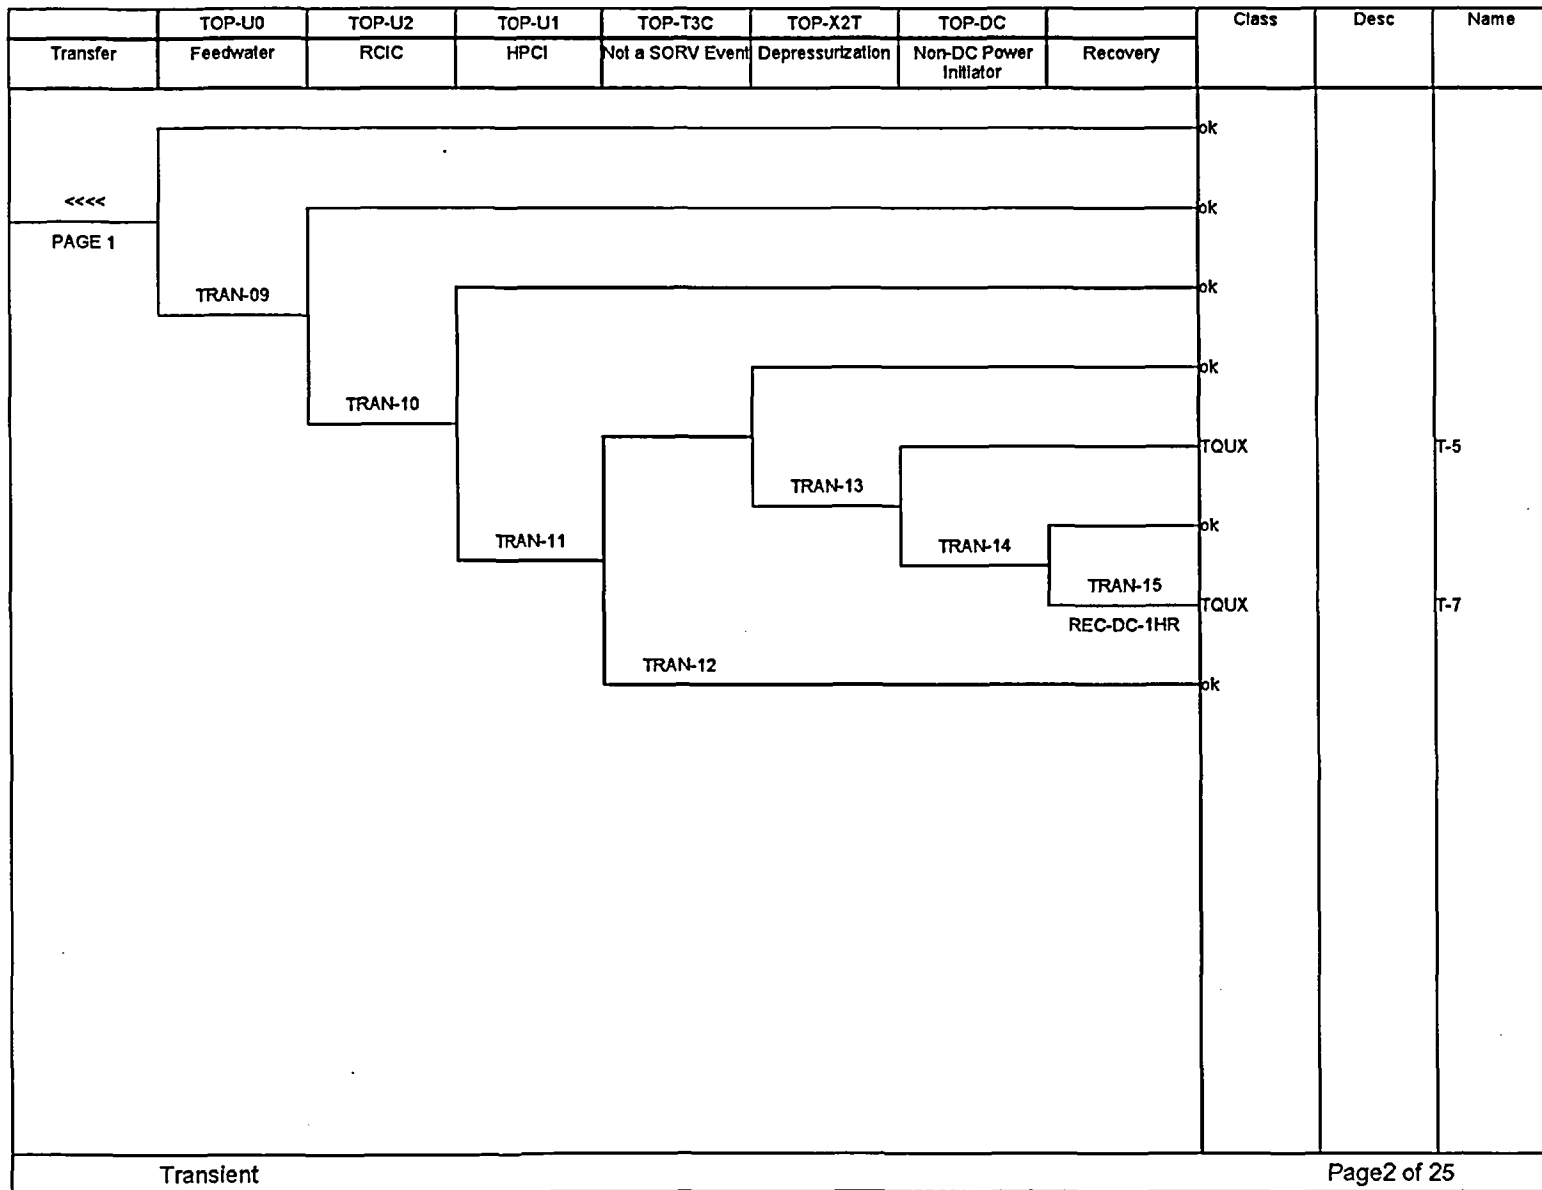 TOP-U0 TOP-U2 TOP-U1 TOP-T3C TOP-X2T TOP-DC Class Desc Name
Transfer Feedwater RCIC HPCI Not a SORV Event Depressurization Non-DC Power Recovery
Initiator
ok
<<<<
ok
PAGE 1
TRAN-09
ok
ok
TRAN-10
TQUX T-5
TRAN-13
ok
TRAN-11
TRAN-14
TRAN-15
TQUX T-7
REC-DC-1HR
TRAN-12
ok
Transient Page2 of 25